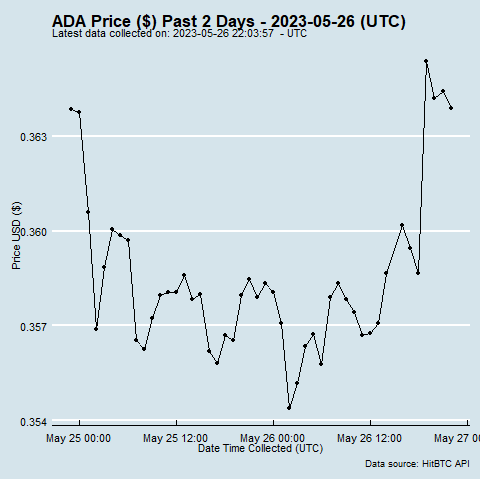 ADA Price ($) Past 2 Days - 2023-05-26 (UTC)
Latest data collected on: 2023-05-26 22:03:57 - UTC
0.363
0.360
0.357
0.354
Price USD ($)
May 25 00:00
May 25 12:00
May 26 00:00
May 26 12:00
May 27 00
Date Time Collected (UTC)
Data source: HitBTC API